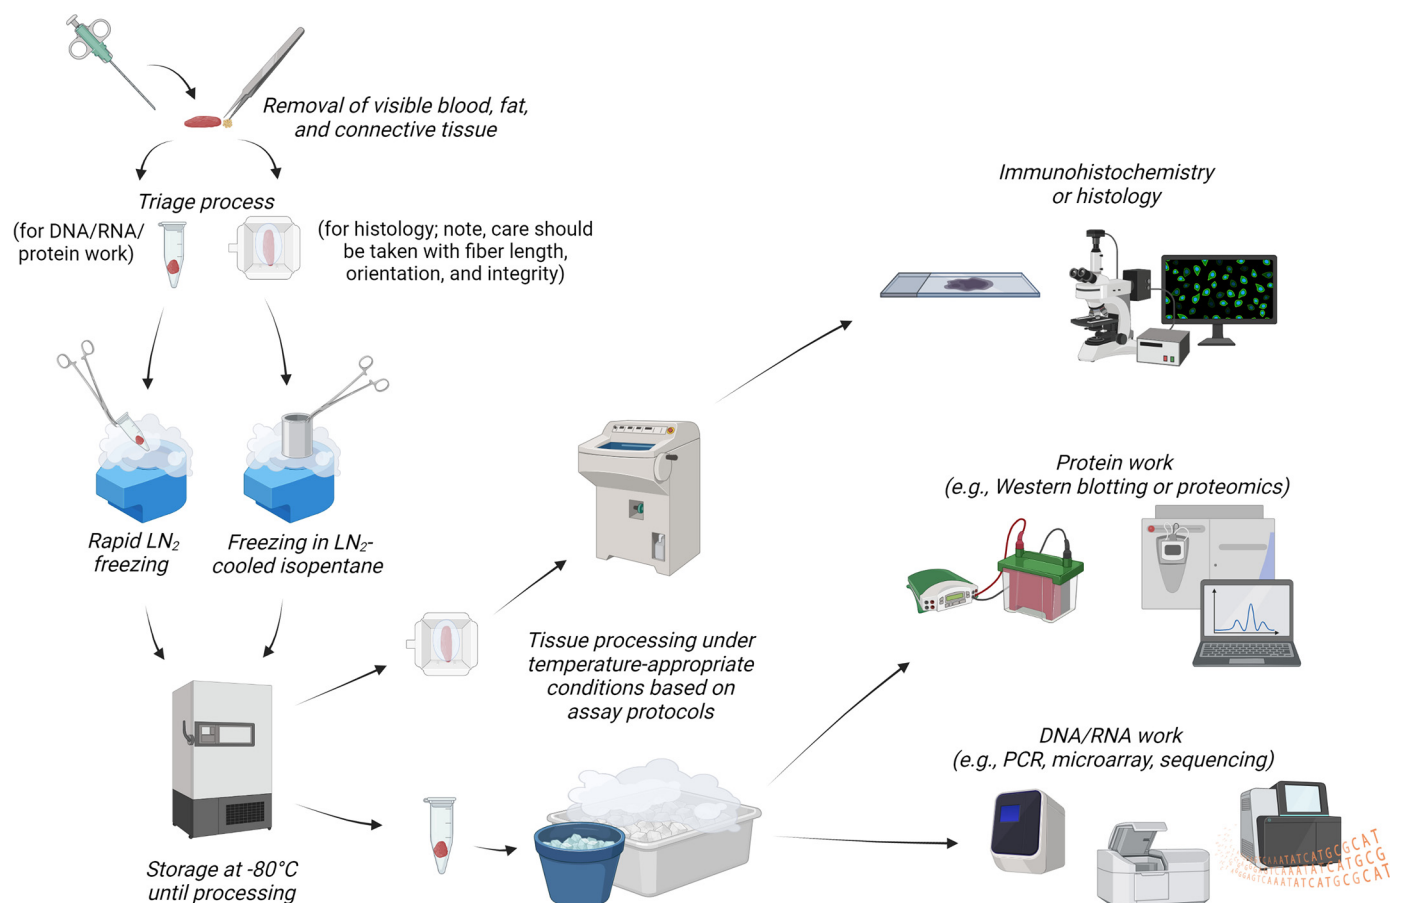 Removal of visible blood, fat,
and connective tissue
Triage process
(for DNA/RNA/
protein work)
(for histology; note, care should
be taken with fiber length,
orientation, and integrity)
Immunohistochemistry
or histology
Rapid LN₂
freezing
Freezing in LN₂-
cooled isopentane
Protein work
(e.g., Western blotting or proteomics)
Tissue processing under
temperature-appropriate
conditions based on
assay protocols
DNA/RNA work
(e.g., PCR, microarray, sequencing)
Storage at -80°C
until processing